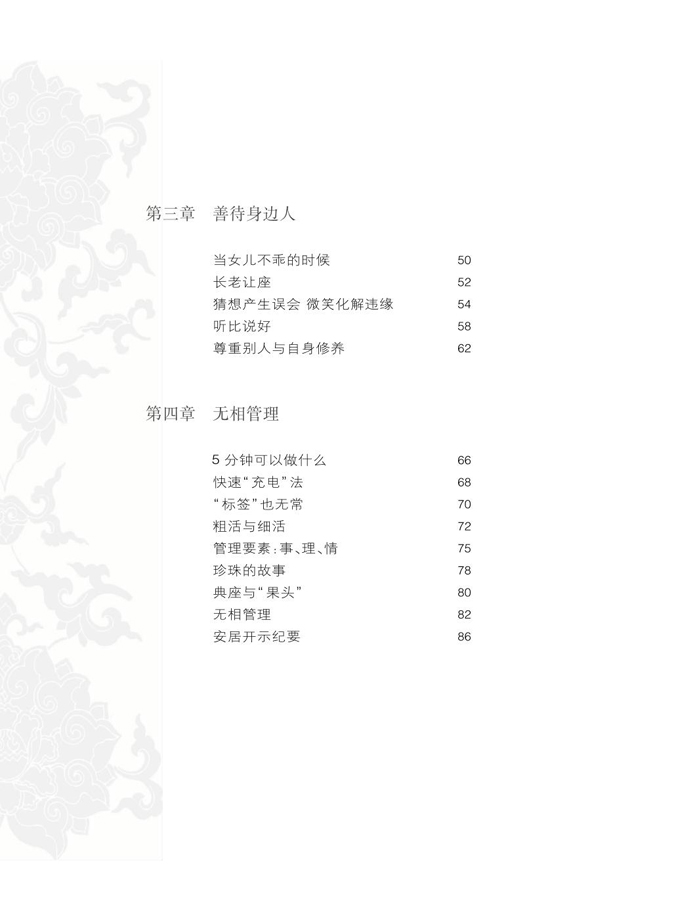 第三章 善待身边人
当女儿不乖的时候 50
长老让座 52
猜想产生误会 微笑化解违缘 54
听比说好 58
尊重别人与自身修养 62
第四章 无相管理
5 分钟可以做什么 66
快速“充电”法 68
“标签”也无常 70
粗活与细活 72
管理要素:事、理、情 75
珍珠的故事 78
典座与“果头” 80
无相管理 82
安居开示纪要 86